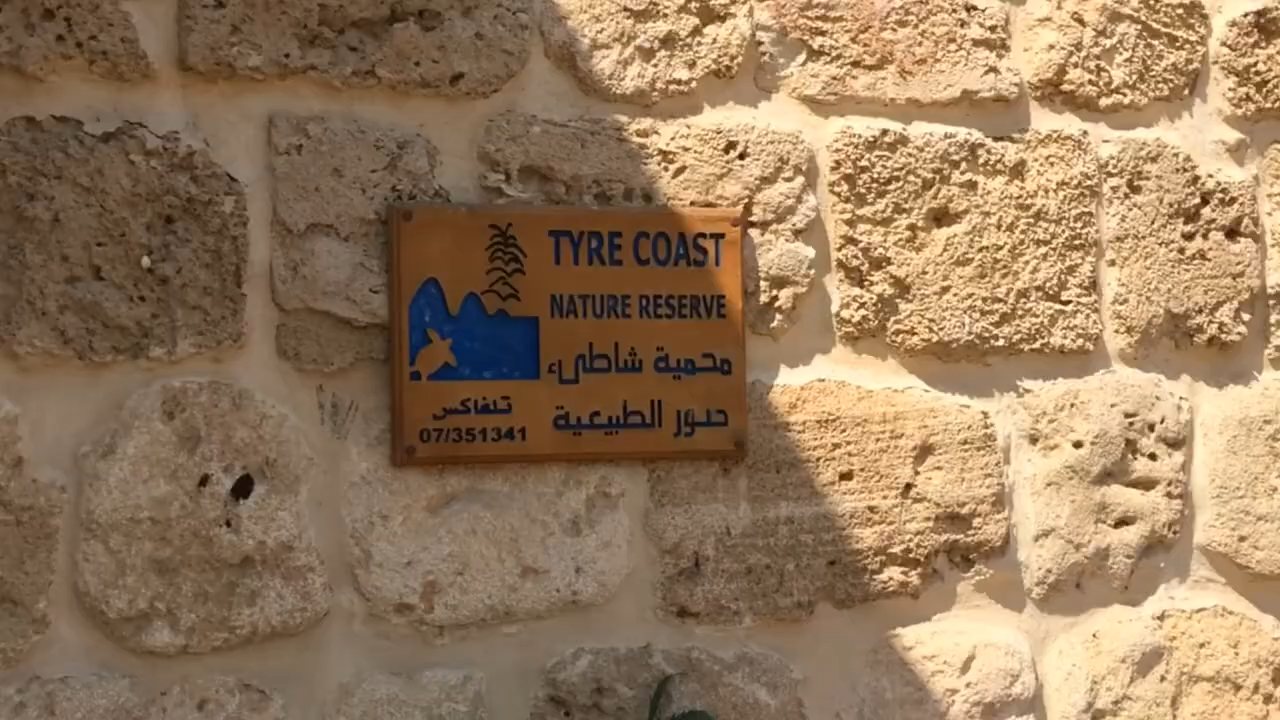 TYRE COAST
NATURE RESERVE
محمية شاطىء
صور الطبيعية
تلفاكس
07/351341